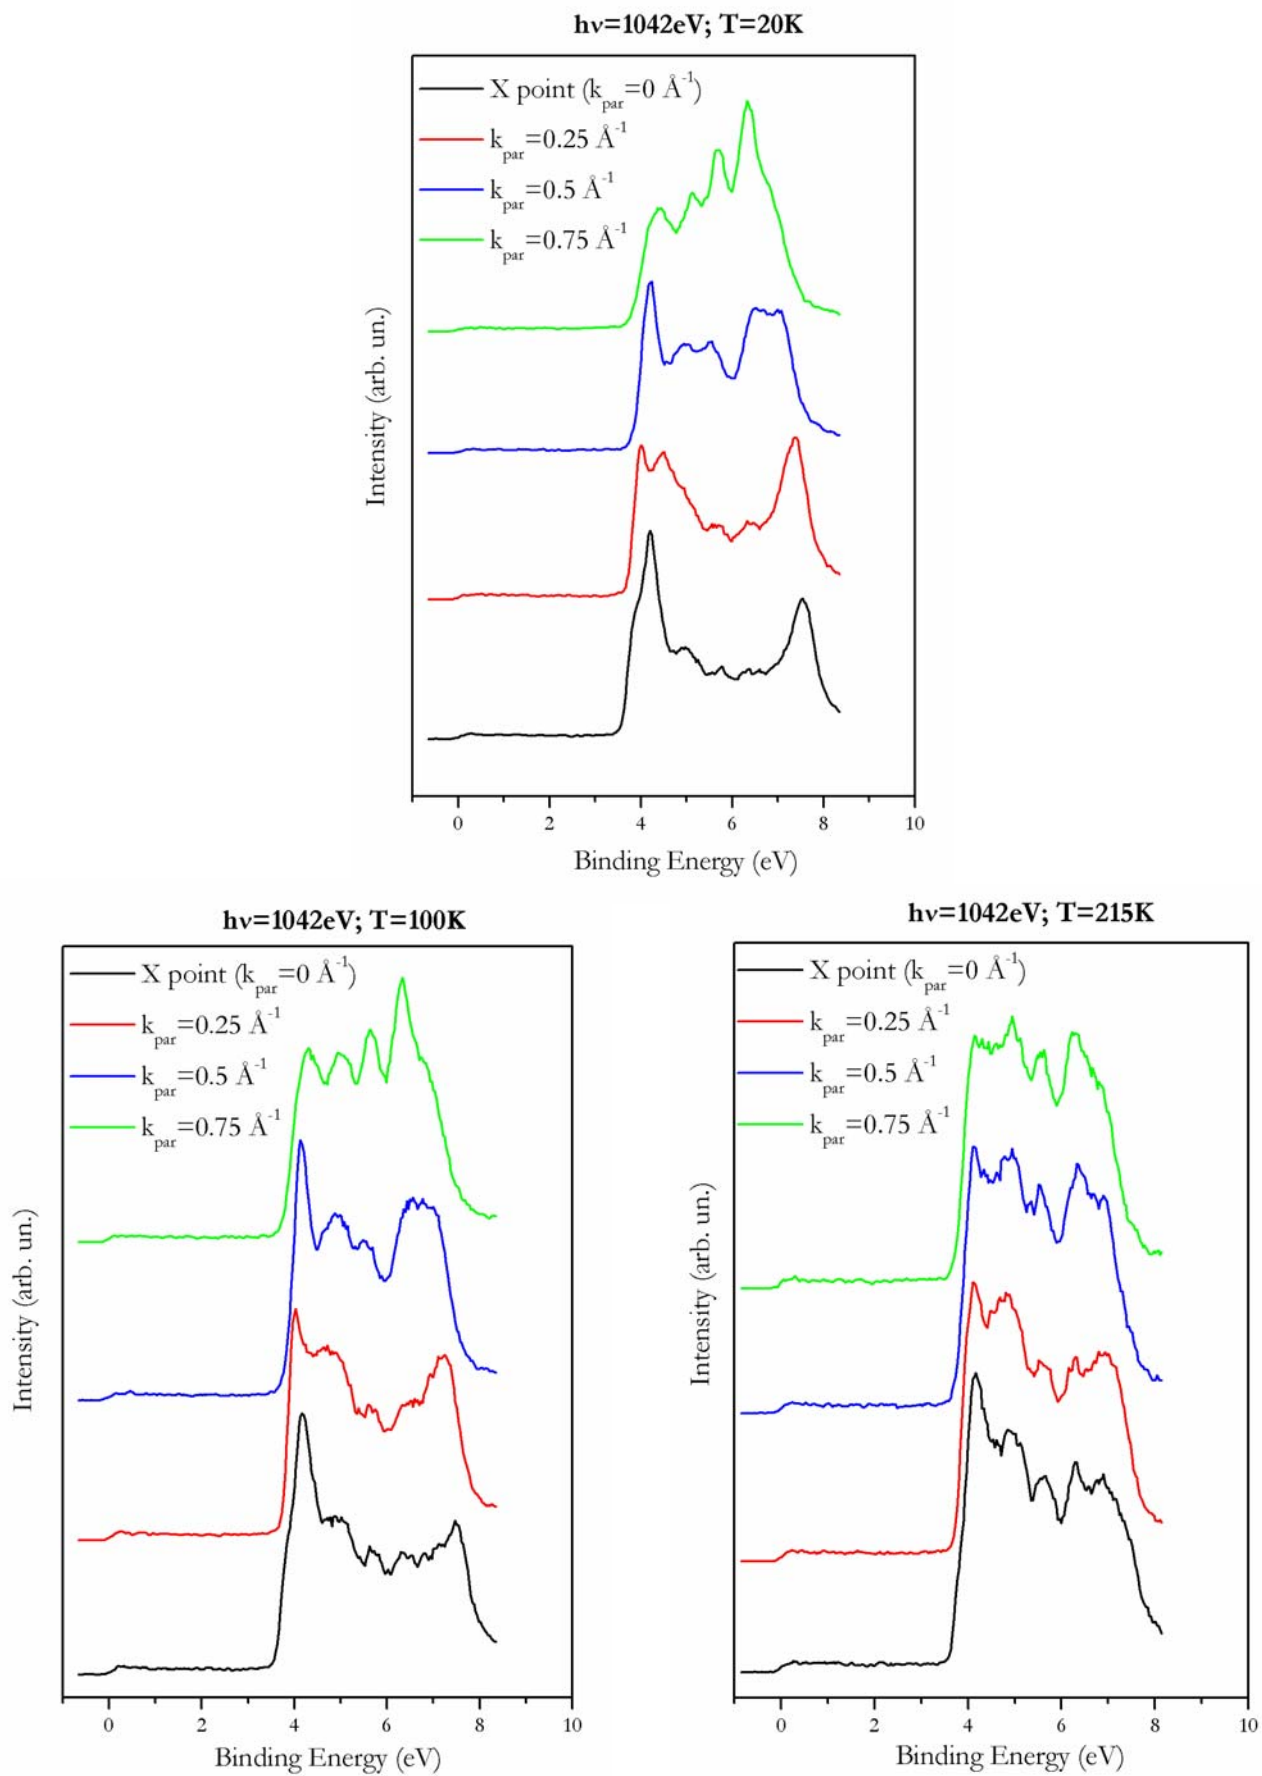 hν=1042eV; T=20K
X point (k_par=0 Å⁻¹)
k_par=0.25 Å⁻¹
k_par=0.5 Å⁻¹
k_par=0.75 Å⁻¹
Intensity (arb. un.)
0 2 4 6 8 10
Binding Energy (eV)
hν=1042eV; T=100K
X point (k_par=0 Å⁻¹)
k_par=0.25 Å⁻¹
k_par=0.5 Å⁻¹
k_par=0.75 Å⁻¹
Intensity (arb. un.)
0 2 4 6 8 10
Binding Energy (eV)
hν=1042eV; T=215K
X point (k_par=0 Å⁻¹)
k_par=0.25 Å⁻¹
k_par=0.5 Å⁻¹
k_par=0.75 Å⁻¹
Intensity (arb. un.)
0 2 4 6 8 10
Binding Energy (eV)